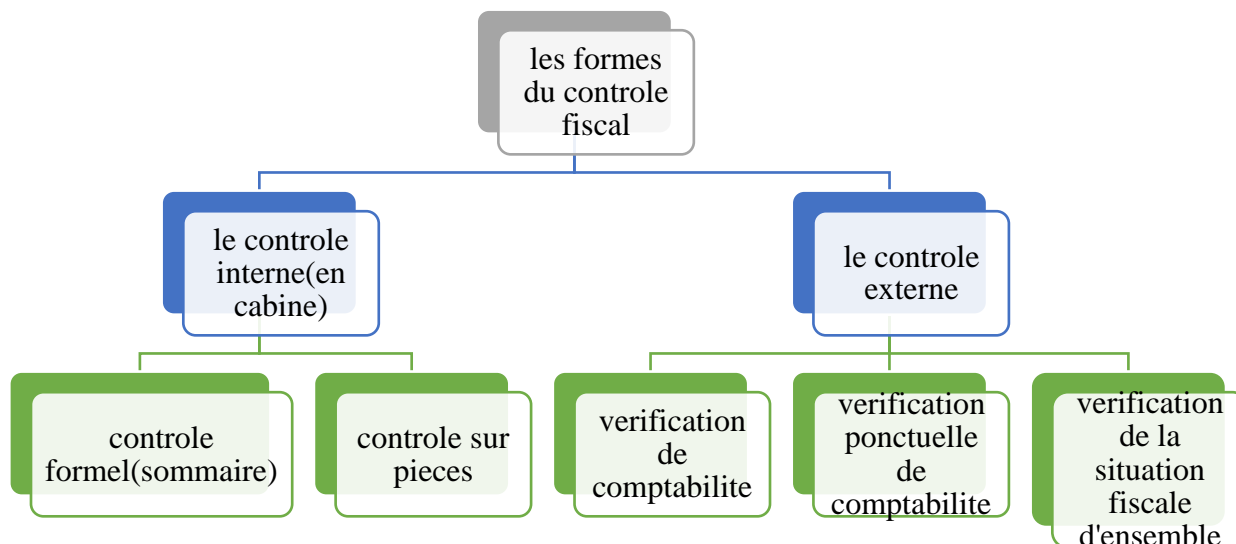 les formes
du controle
fiscal
le controle
interne(en
cabine)
le controle
externe
controle
formel(sommaire)
controle sur
pieces
verification
de
comptabilite
verification
ponctuelle
de
comptabilite
verification
de la
situation
fiscale
d'ensemble